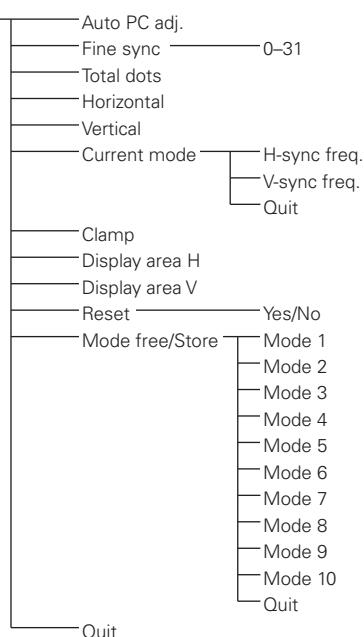 Auto PC adj.
Fine sync 0–31
Total dots
Horizontal
Vertical
Current mode H-sync freq.
V-sync freq.
Quit
Clamp
Display area H
Display area V
Reset Yes/No
Mode free/Store Mode 1
Mode 2
Mode 3
Mode 4
Mode 5
Mode 6
Mode 7
Mode 8
Mode 9
Mode 10
Quit
Quit